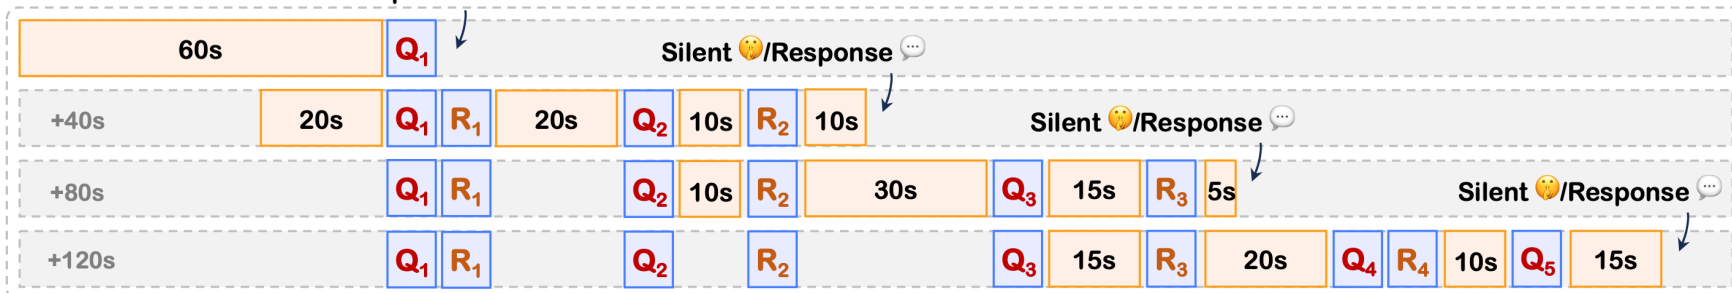 60s Q1 Silent 🤫/Response 💬
+40s 20s Q1 R1 20s Q2 10s R2 10s Silent 🤫/Response 💬
+80s Q1 R1 Q2 10s R2 30s Q3 15s R3 5s Silent 🤫/Response 💬
+120s Q1 R1 Q2 R2 Q3 15s R3 20s Q4 R4 10s Q5 15s